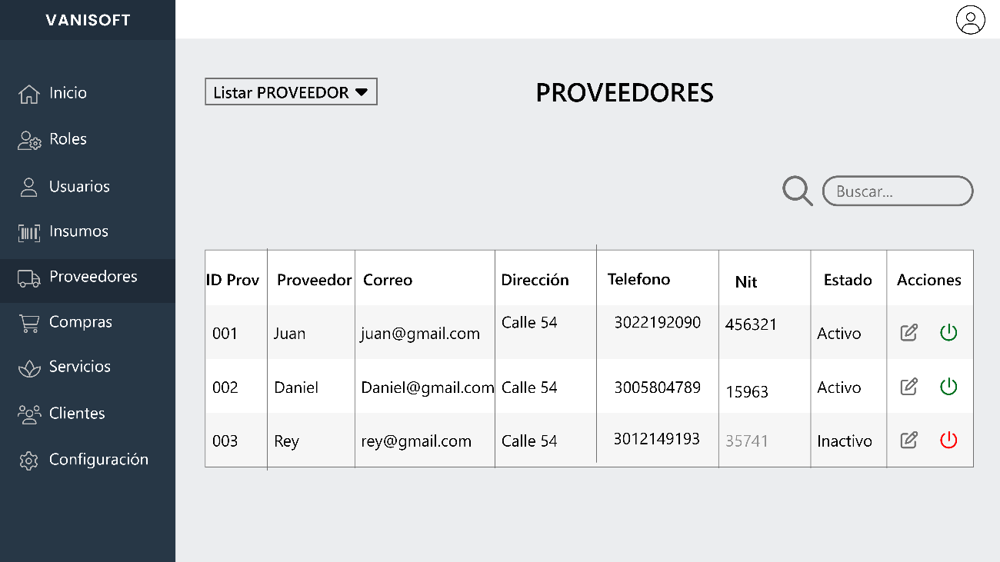 VANISOFT
Inicio
Roles
Usuarios
Insumos
Proveedores
Compras
Servicios
Clientes
Configuración
Listar PROVEEDOR
PROVEEDORES
Buscar...
ID Prov Proveedor Correo Dirección Telefono Nit Estado Acciones
001 Juan juan@gmail.com Calle 54 3022192090 456321 Activo
002 Daniel Daniel@gmail.com Calle 54 3005804789 15963 Activo
003 Rey rey@gmail.com Calle 54 3012149193 35741 Inactivo